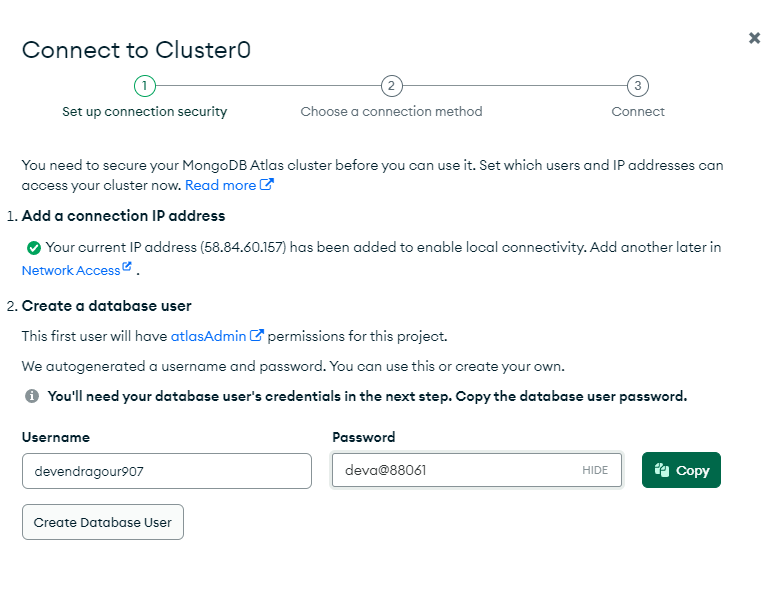 Connect to Cluster0
1
2
3
Set up connection security
Choose a connection method
Connect
You need to secure your MongoDB Atlas cluster before you can use it. Set which users and IP addresses can
access your cluster now. Read more
1. Add a connection IP address
Your current IP address (58.84.60.157) has been added to enable local connectivity. Add another later in
Network Access .
2. Create a database user
This first user will have atlasAdmin permissions for this project.
We autogenerated a username and password. You can use this or create your own.
You'll need your database user's credentials in the next step. Copy the database user password.
Username
Password
devendragour907
deva@88061
HIDE
Copy
Create Database User